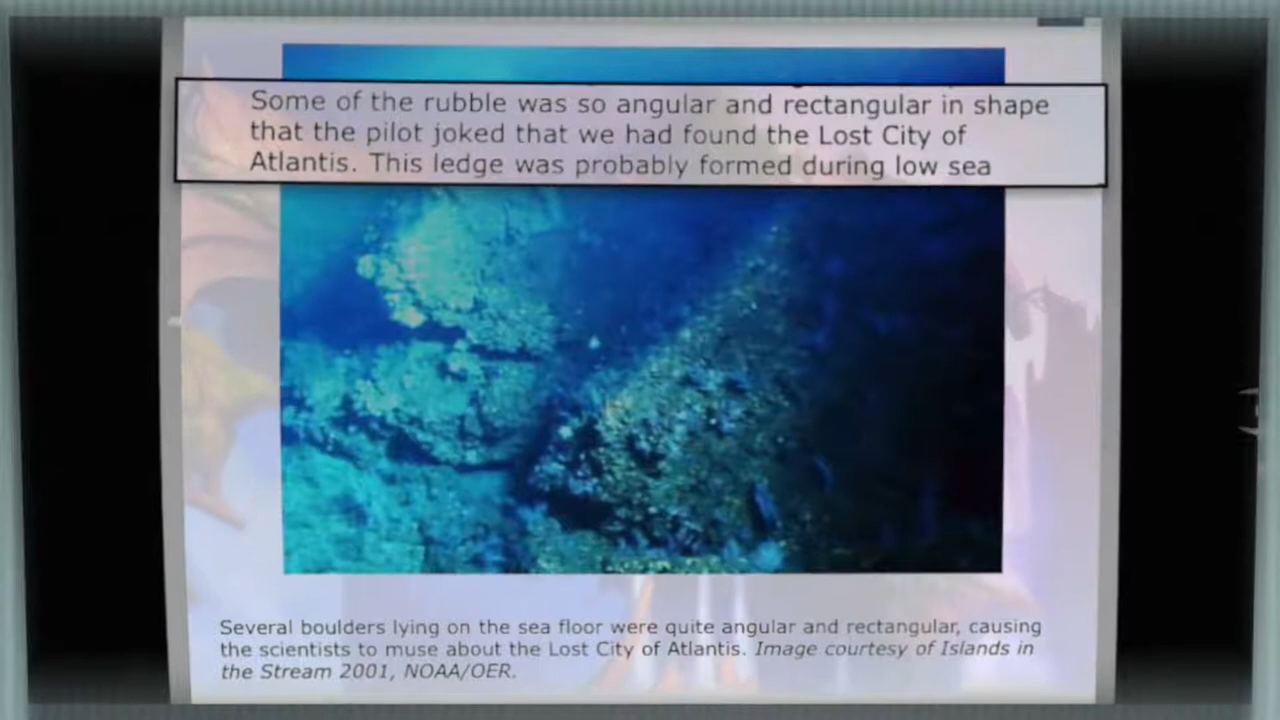 Some of the rubble was so angular and rectangular in shape
that the pilot joked that we had found the Lost City of
Atlantis. This ledge was probably formed during low sea
Several boulders lying on the sea floor were quite angular and rectangular, causing
the scientists to muse about the Lost City of Atlantis. Image courtesy of Islands in
the Stream 2001, NOAA/OER.